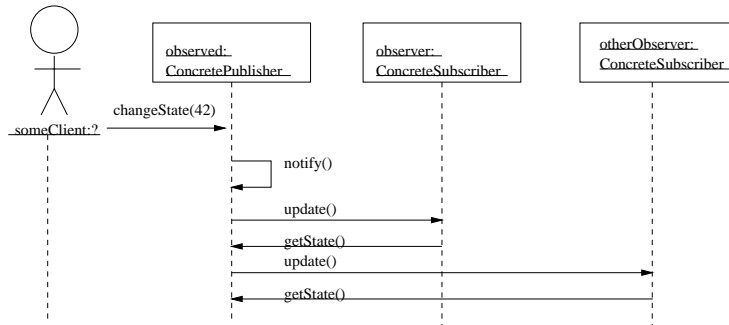 observed:
ConcretePublisher
observer:
ConcreteSubscriber
otherObserver:
ConcreteSubscriber
someClient:?
changeState(42)
notify()
update()
getState()
update()
getState()